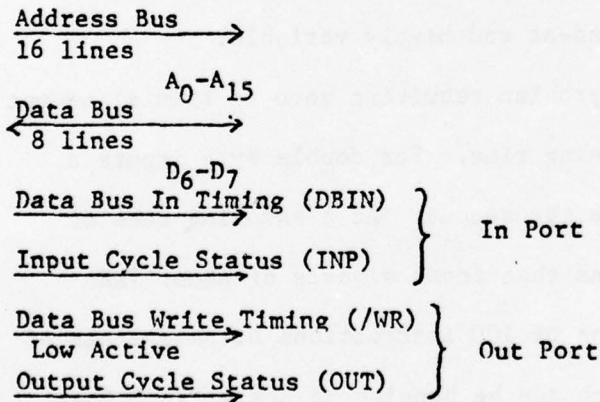 Address Bus
16 lines
A0-A15
Data Bus
8 lines
D6-D7
Data Bus In Timing (DBIN)
In Port
Input Cycle Status (INP)
Data Bus Write Timing (/WR)
Low Active
Out Port
Output Cycle Status (OUT)